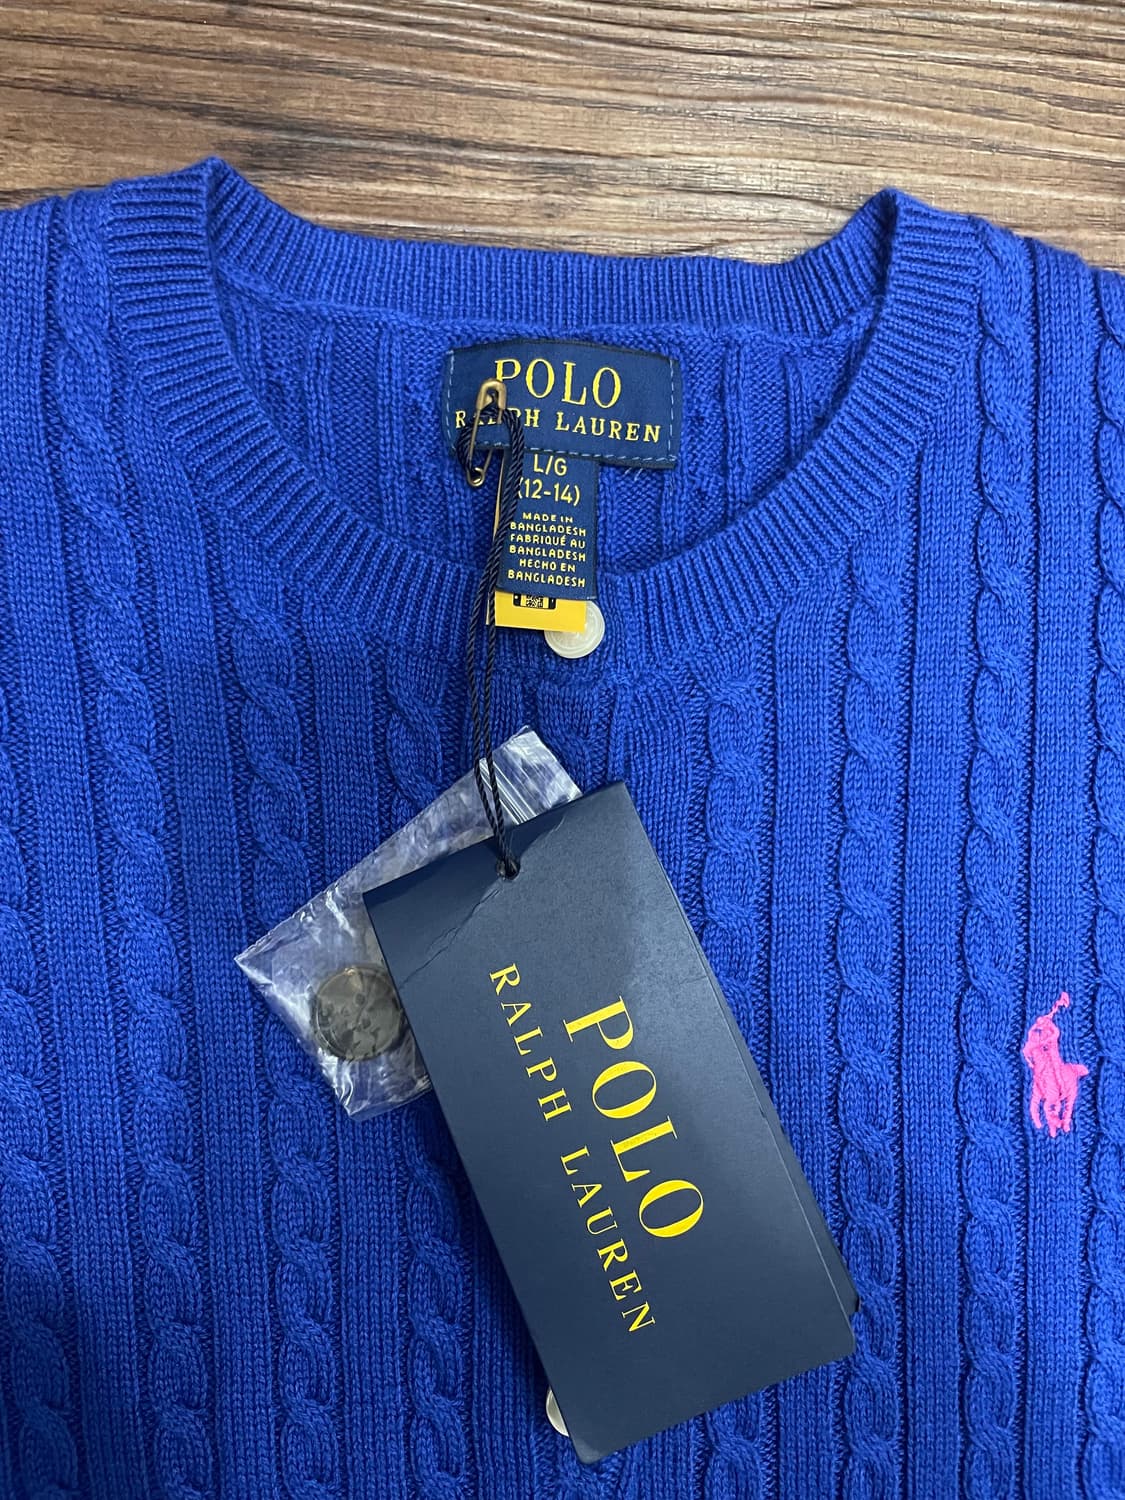 POLO
RALPH LAUREN
L/G
(12-14)
MADE IN
BANGLADESH
FABRIQUÉ AU
BANGLADESH
HECHO EN
BANGLADESH
POLO
RALPH LAUREN